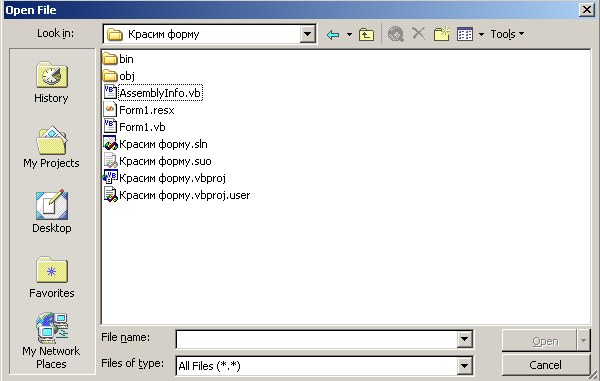 Open File
Look in:
Красим форму
Tools
History
My Projects
Desktop
Favorites
My Network
Places
bin
obj
AssemblyInfo.vb
Form1.resx
Form1.vb
Красим форму.sln
Красим форму.suo
Красим форму.vbproj
Красим форму.vbproj.user
File name:
Open
Files of type:
All Files (*.*)
Cancel